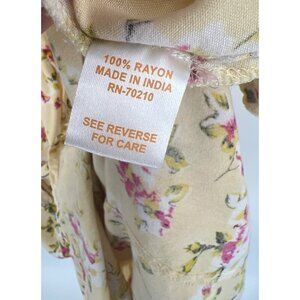 100% RAYON
MADE IN INDIA
RN-70210
SEE REVERSE
FOR CARE